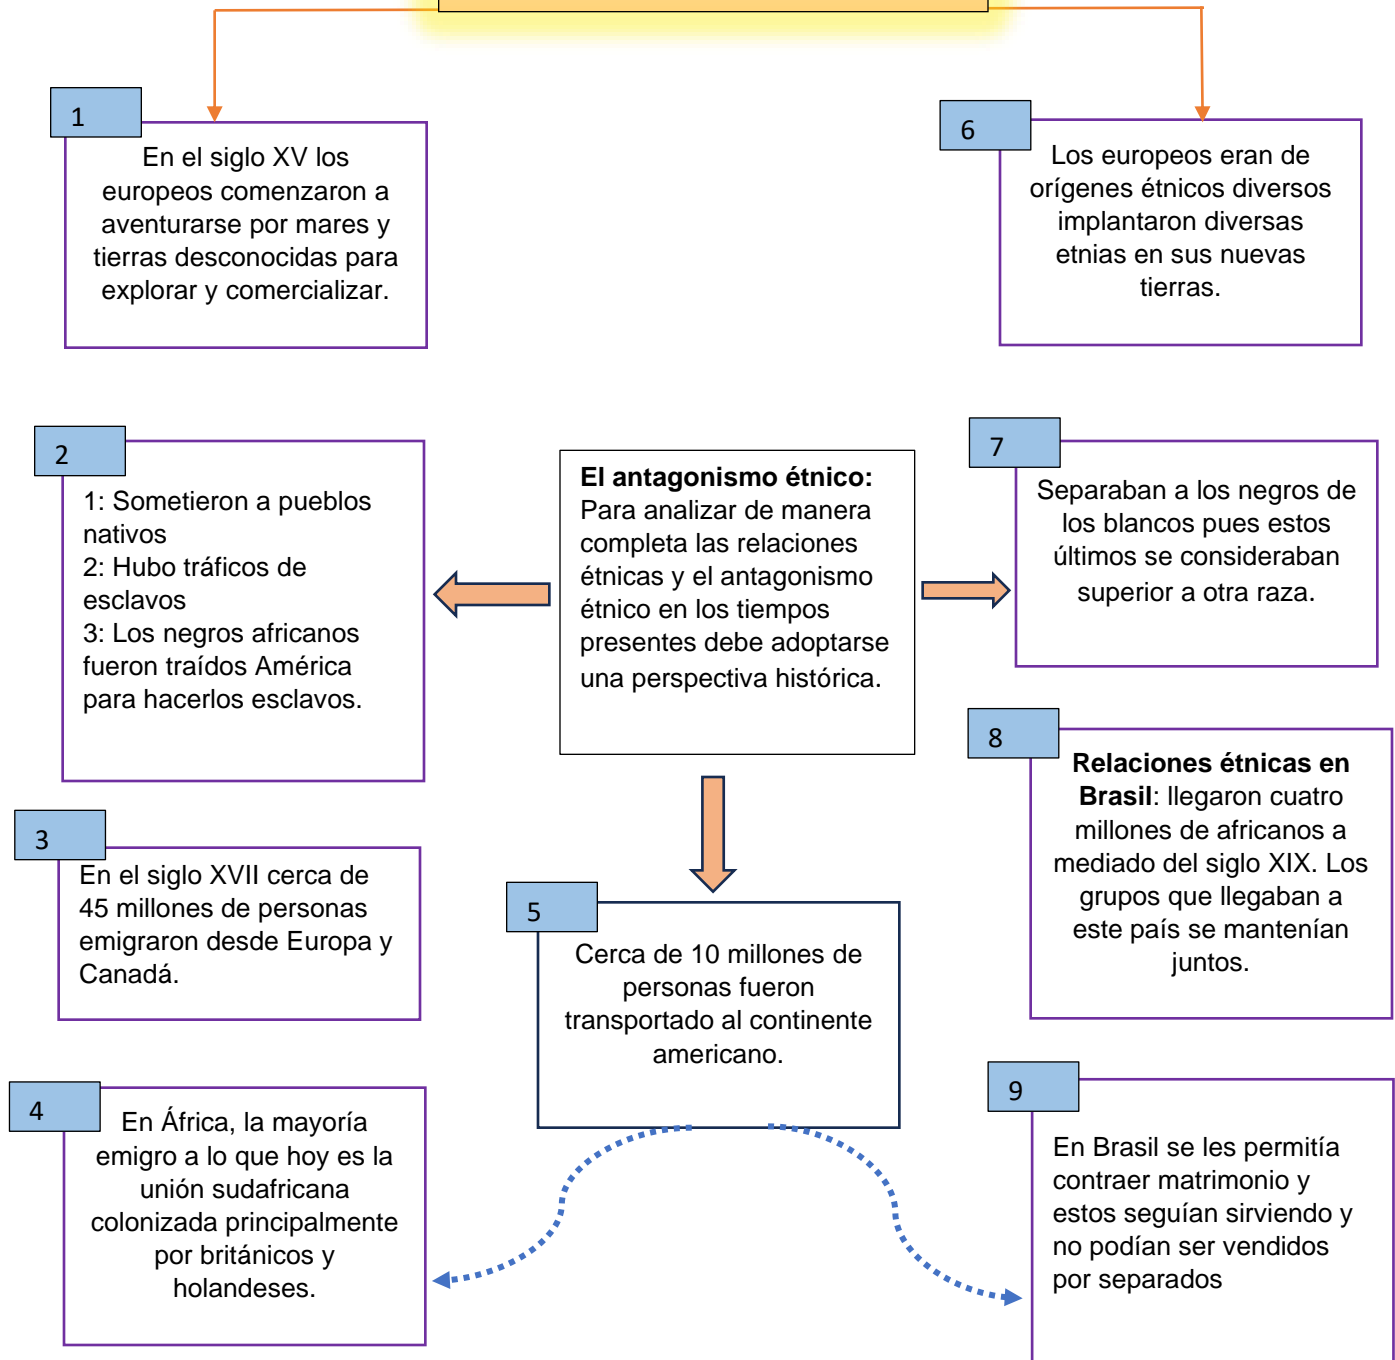 1
En el siglo XV los
europeos comenzaron a
aventurarse por mares y
tierras desconocidas para
explorar y comercializar.
2
1: Sometieron a pueblos
nativos
2: Hubo tráficos de
esclavos
3: Los negros africanos
fueron traídos América
para hacerlos esclavos.
3
En el siglo XVII cerca de
45 millones de personas
emigraron desde Europa y
Canadá.
4
En África, la mayoría
emigro a lo que hoy es la
unión sudafricana
colonizada principalmente
por británicos y
holandeses.
El antagonismo étnico:
Para analizar de manera
completa las relaciones
étnicas y el antagonismo
étnico en los tiempos
presentes debe adoptarse
una perspectiva histórica.
5
Cerca de 10 millones de
personas fueron
transportado al continente
americano.
6
Los europeos eran de
orígenes étnicos diversos
implantaron diversas
etnias en sus nuevas
tierras.
7
Separaban a los negros de
los blancos pues estos
últimos se consideraban
superior a otra raza.
8
Relaciones étnicas en
Brasil: llegaron cuatro
millones de africanos a
mediado del siglo XIX. Los
grupos que llegaban a
este país se mantenían
juntos.
9
En Brasil se les permitía
contraer matrimonio y
estos seguían sirviendo y
no podían ser vendidos
por separados